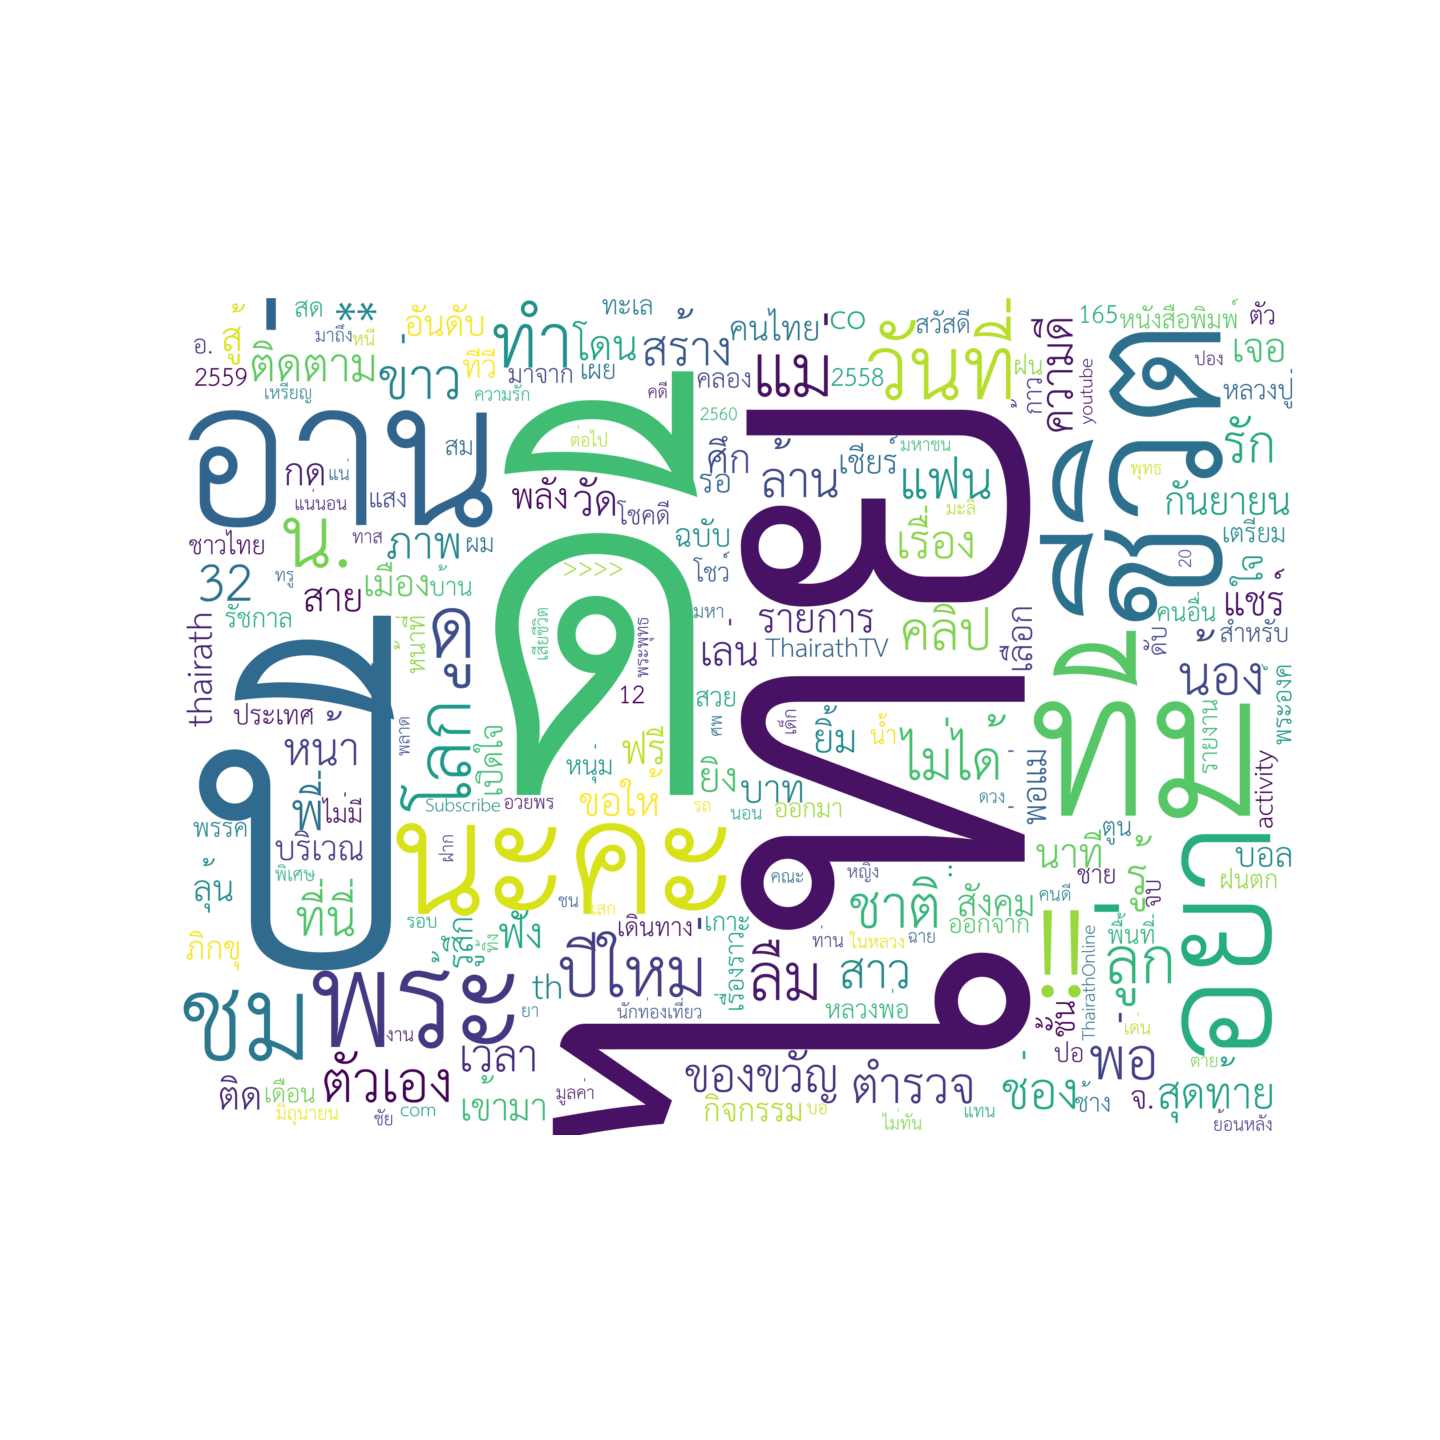 ไทย
ดี
ปี
อ่าน
ชีวิต
ทีม
อย่า
นะคะ
พระ
ชม
วันที่
ทำ
แม่
!!
**
สด
ทะเล
อันดับ
สู้
อ.
มาถึง
หนี
ติดตาม
ข่าว
ทีวี
โดน
สร้าง
คนไทย
co
สวัสดี
165
หนังสือพิมพ์
ตัว
เจอ
ปอง
2559
เหรียญ
ความรัก
มาจาก
เผย
คดี
คลอง
2558
ฝน
กาว
ความดี
youtube
หลวงปู่
2560
ต่อไป
สม
กด
แน่
แน่นอน
แสง
พลัง
วัด
โชคดี
ศึก
รอ
ล้าน
เชียร์
มหาชน
แฟน
มะลิ
รัก
พุทธ
กันยายน
ชาวไทย
น.
ทาส
ภาพ
ผม
ฉบับ
โชว์
เรื่อง
20
เตรียม
32
ทรู
สาย
เมือง
บ้าน
>>>>
เสียชีวิต
พระพุทธ
มหา
รายการ
คลิป
เลือก
คนอื่น
ใจ
แชร์
รัชกาล
thairath
หน้าที่
ดู
เล่น
ThairathTV
ดับ
สำหรับ
น้อง
พระองค์
ประเทศ
12
สวย
หน้า
พลาด
โลก
เปิดใจ
หนุ่ม
ฟรี
ศพ
ยิง
เด็ก
ยิ้ม
น้ำ
ไม่ได้
รายงาน
พี่
ไม่มี
Subscribe
อวยพร
ขอให้
รถ
บาท
นอน
ออกมา
ดวง
พ่อแม่
activity
พรรค
บริเวณ
ฝาก
ตูน
นาที
รู้
บอล
ลุ้น
พิเศษ
คณะ
หญิง
ชาย
จบ
ฝนตก
ที่นี่
รอบ
ชน
เสก
ชาติ
สังคม
คนดี
ภิกขุ
รู้สึก
ทิ้ง
ฟัง
เดินทาง
เกาะ
ท่าน
ในหลวง
ฉาย
ออกจาก
พื้นที่
เรื่องราว
ปีใหม่
ลืม
สาว
ลูก
th
ยา
นักท่องเที่ยว
หลวงพ่อ
ThairathOnline
เด่น
งาน
เวลา
ปอ
พ่อ
ตาย
ติด
เดือน
มิถุนายน
ตัวเอง
ชัย
com
เข้ามา
มูลค่า
ของขวัญ
กิจกรรม
บอ
ตำรวจ
ไม่ทัน
แทน
ช่อง
ช้าง
จ.
สุดท้าย
ย้อนหลัง